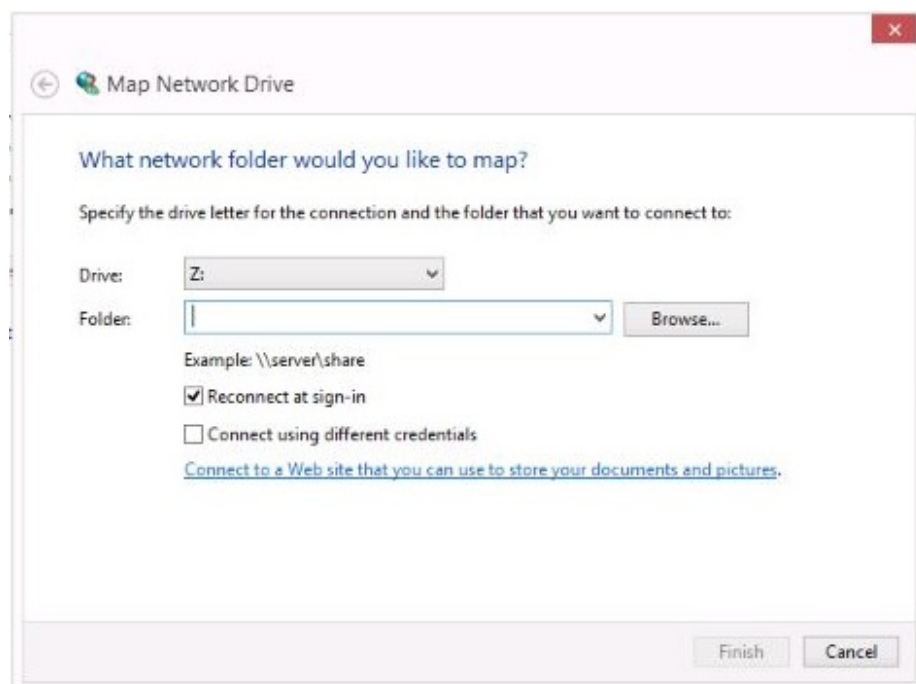 Map Network Drive
What network folder would you like to map?
Specify the drive letter for the connection and the folder that you want to connect to:
Drive: Z:
Folder: Browse...
Example: \\server\share
Reconnect at sign-in
Connect using different credentials
Connect to a Web site that you can use to store your documents and pictures.
Finish Cancel